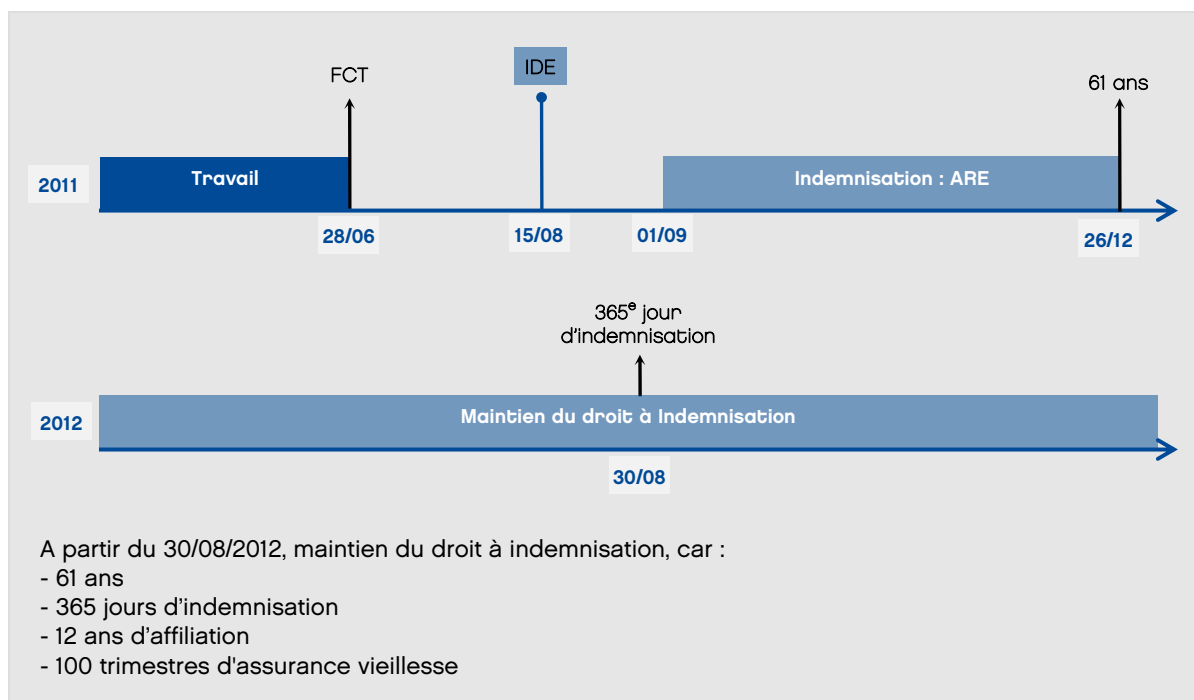 FCT
IDE
61 ans
2011
Travail
Indemnisation : ARE
28/06
15/08
01/09
26/12
365e jour
d'indemnisation
2012
Maintien du droit à Indemnisation
30/08
A partir du 30/08/2012, maintien du droit à indemnisation, car :
- 61 ans
- 365 jours d'indemnisation
- 12 ans d'affiliation
- 100 trimestres d'assurance vieillesse